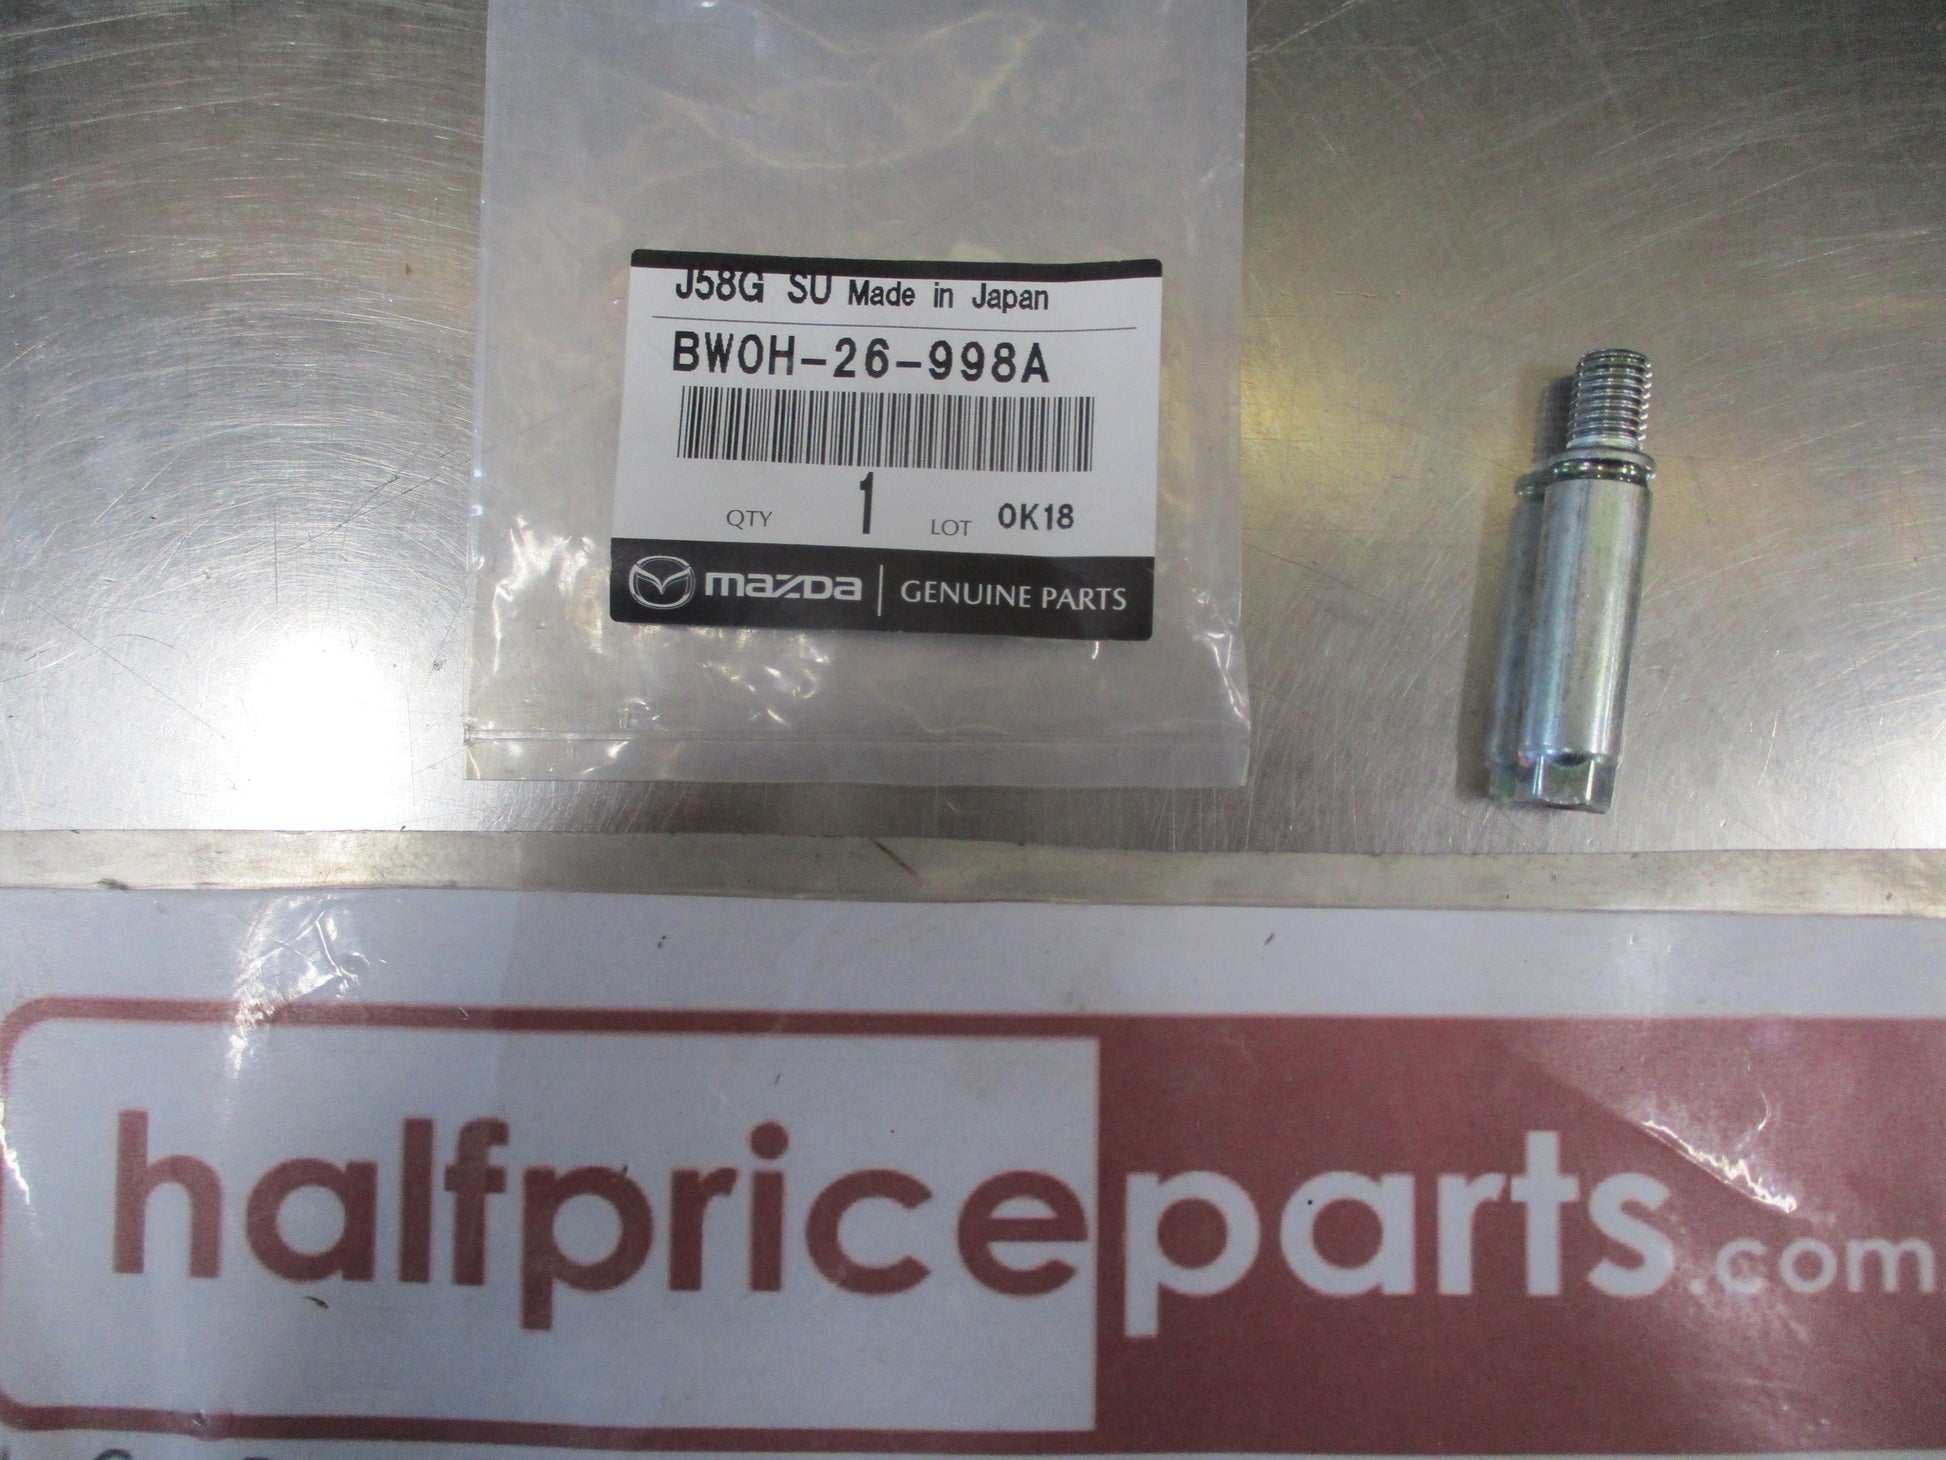 J58G SU Made in Japan
BW0H-26-998A
QTY 1 LOT 0K18
mazda | GENUINE PARTS
halfpriceparts.com